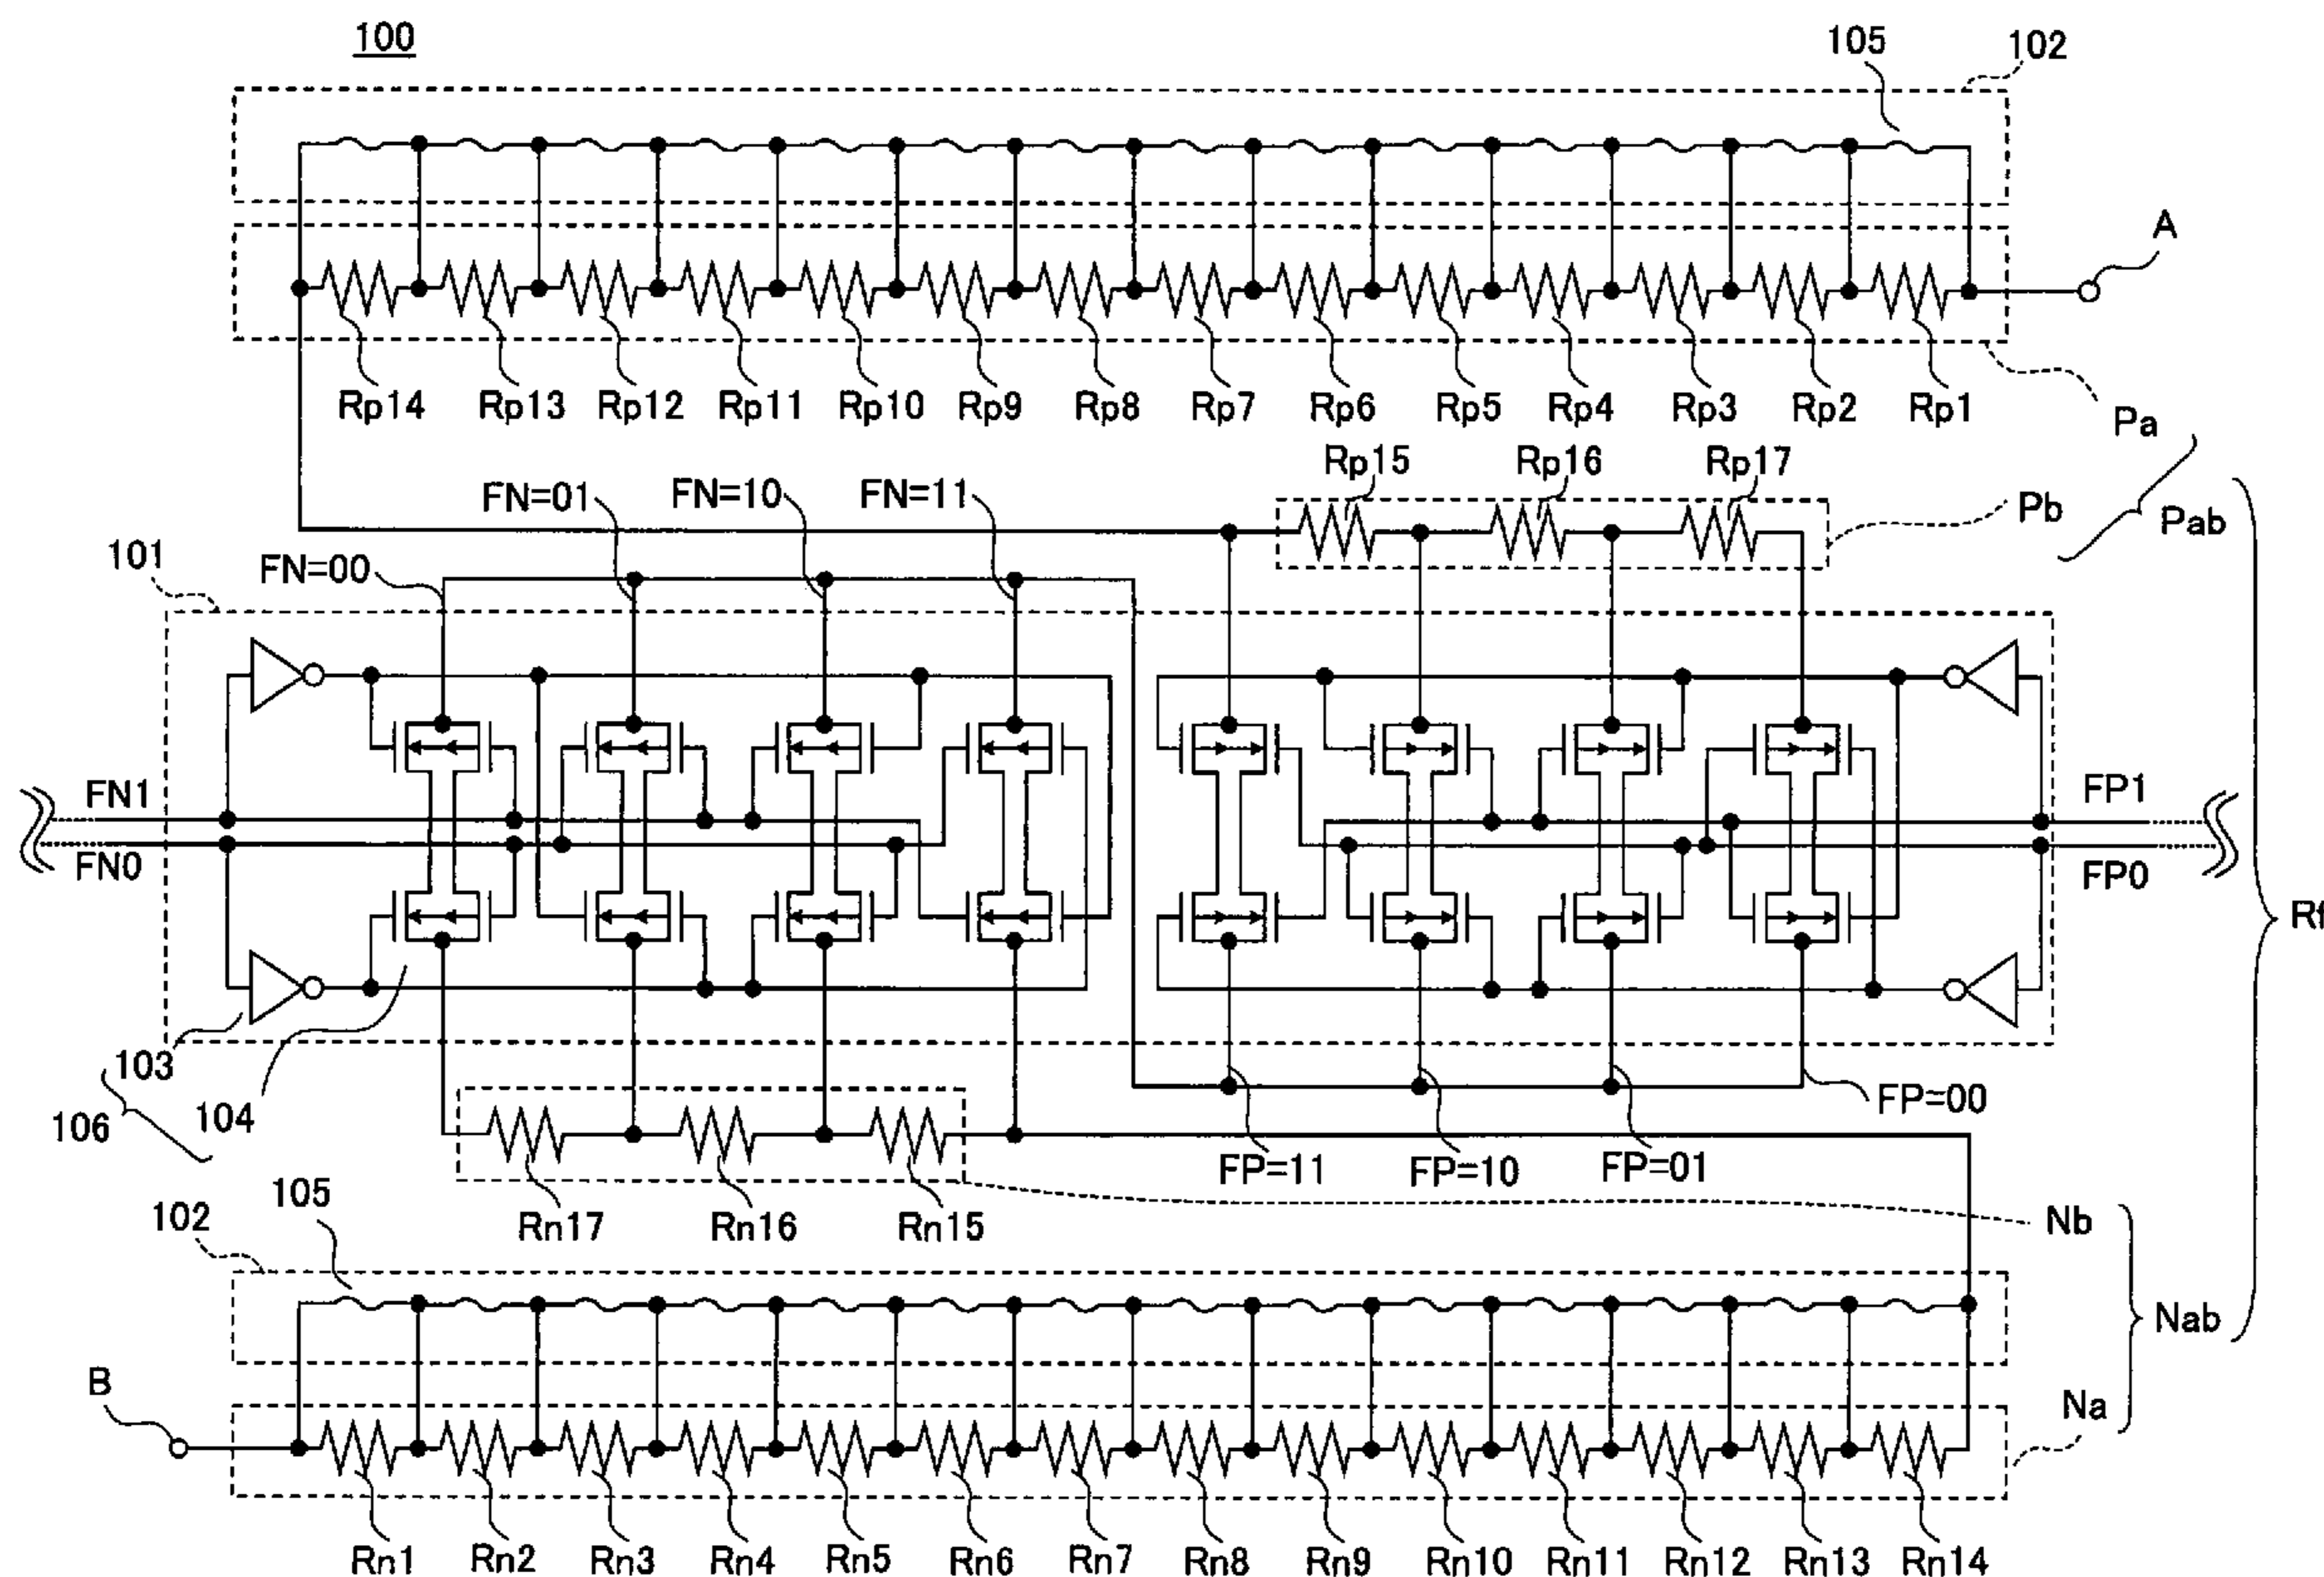 100
105
102
A
Rp14 Rp13 Rp12 Rp11 Rp10 Rp9 Rp8 Rp7 Rp6 Rp5 Rp4 Rp3 Rp2 Rp1
Pa
Rp15 Rp16 Rp17
FN=01 FN=10 FN=11
Pb
Pab
101
FN=00
FN1
FP1
FN0
FP0
Rf
103
104
106
FP=00
FP=11 FP=10 FP=01
105
102
Rn17 Rn16 Rn15
Nb
Nab
B
Na
Rn1 Rn2 Rn3 Rn4 Rn5 Rn6 Rn7 Rn8 Rn9 Rn10 Rn11 Rn12 Rn13 Rn14